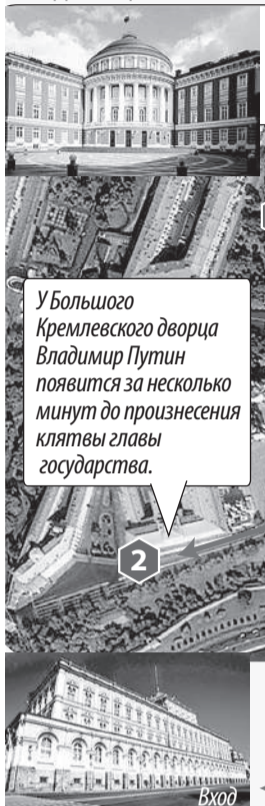 У Большого
Кремлевского дворца
Владимир Путин
появится за несколько
минут до произнесения
клятвы главы
государства.
2
Вход